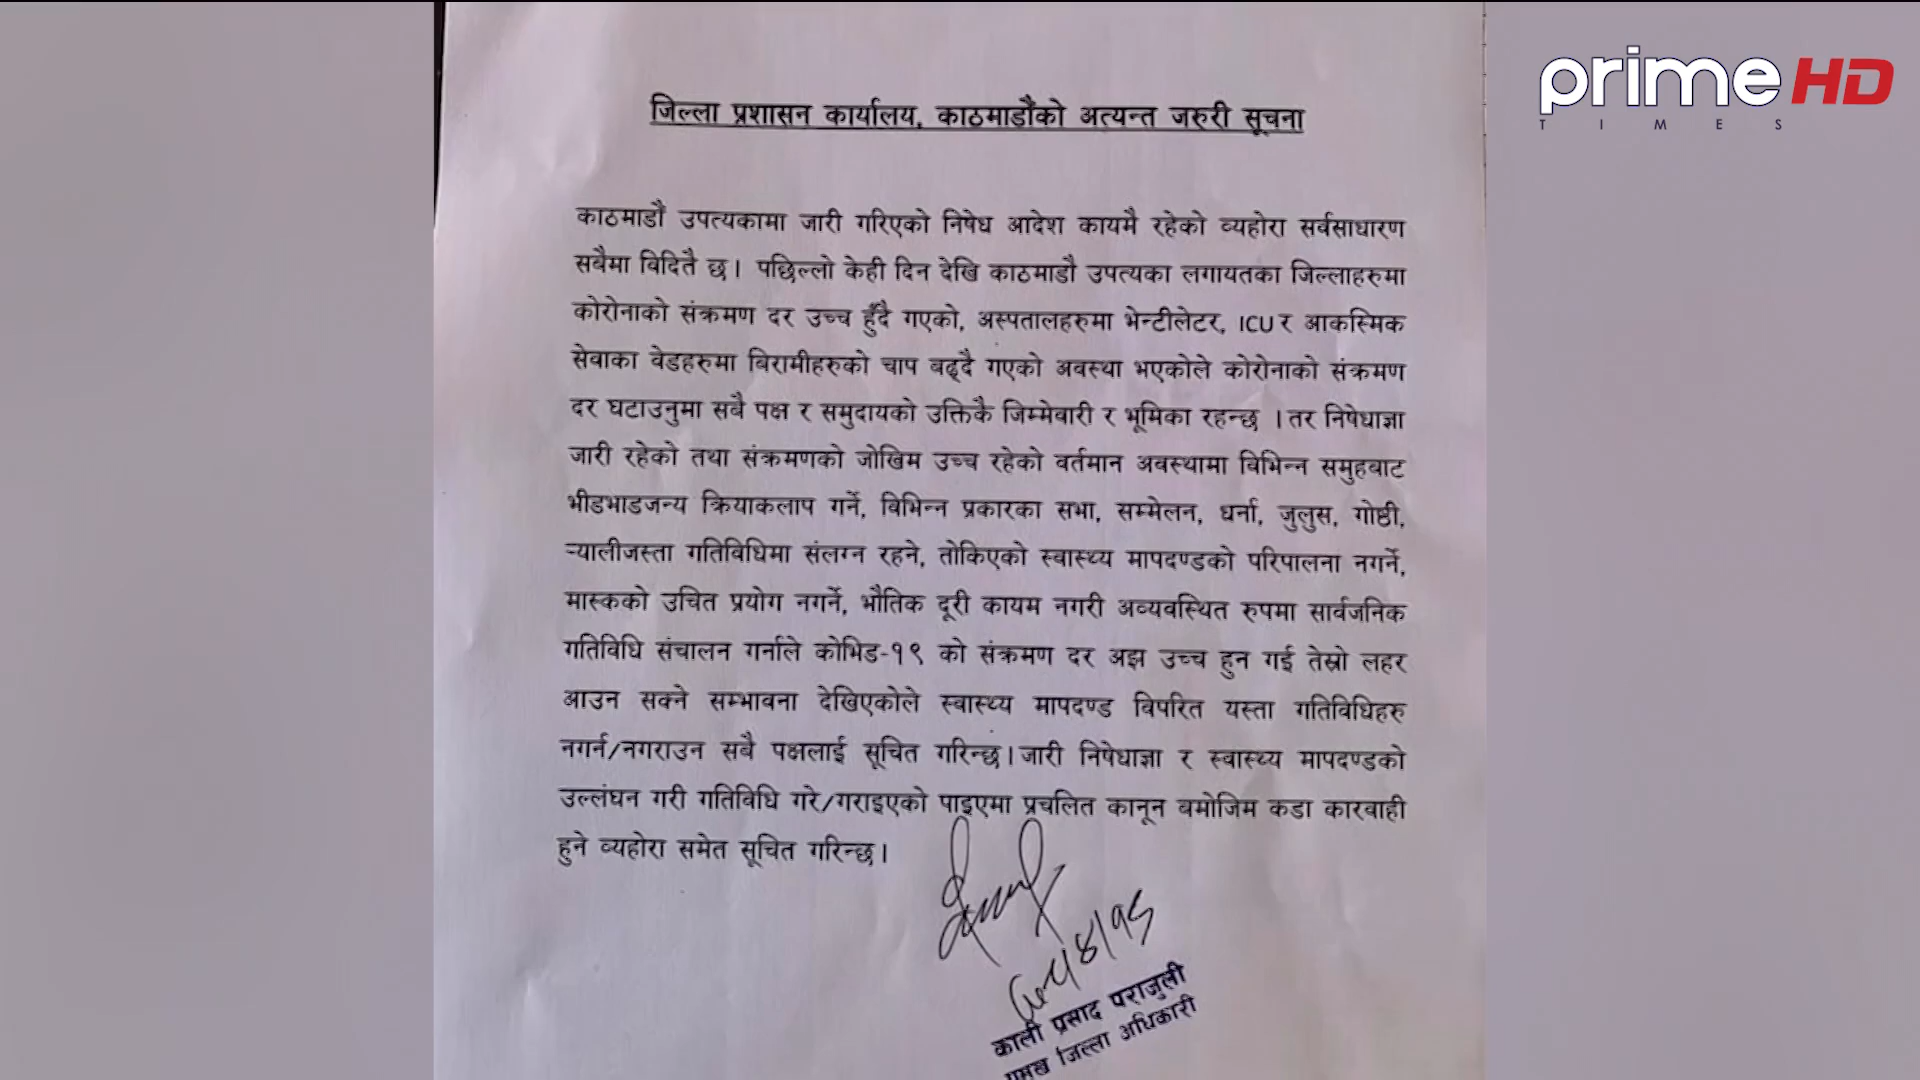 prime HD
TIMES
जिल्ला प्रशासन कार्यालय, काठमाडौंको अत्यन्त जरुरी सूचना
काठमाडौं उपत्यकामा जारी गरिएको निषेध आदेश कायमै रहेको व्यहोरा सर्वसाधारण
सबैमा विदितै छ। पछिल्लो केही दिन देखि काठमाडौ उपत्यका लगायतका जिल्लाहरुमा
कोरोनाको संक्रमण दर उच्च हुँदै गएको, अस्पतालहरुमा भेन्टीलेटर, ICU र आकस्मिक
सेवाका वेडहरुमा बिरामीहरुको चाप बढ्दै गएको अवस्था भएकोले कोरोनाको संक्रमण
दर घटाउनुमा सबै पक्ष र समुदायको उक्तिकै जिम्मेवारी र भूमिका रहन्छ । तर निषेधाज्ञा
जारी रहेको तथा संक्रमणको जोखिम उच्च रहेको वर्तमान अवस्थामा विभिन्न समुहबाट
भीडभाडजन्य क्रियाकलाप गर्ने, विभिन्न प्रकारका सभा, सम्मेलन, धर्ना, जुलुस, गोष्ठी,
र्‍यालीजस्ता गतिविधिमा संलग्न रहने, तोकिएको स्वास्थ्य मापदण्डको परिपालना नगर्ने,
मास्कको उचित प्रयोग नगर्ने, भौतिक दूरी कायम नगरी अव्यवस्थित रुपमा सार्वजनिक
गतिविधि संचालन गर्नाले कोभिड-१९ को संक्रमण दर अझ उच्च हुन गई तेस्रो लहर
आउन सक्ने सम्भावना देखिएकोले स्वास्थ्य मापदण्ड विपरित यस्ता गतिविधिहरु
नगर्न/नगराउन सबै पक्षलाई सूचित गरिन्छ। जारी निषेधाज्ञा र स्वास्थ्य मापदण्डको
उल्लंघन गरी गतिविधि गरे/गराइएको पाइएमा प्रचलित कानून बमोजिम कडा कारवाही
हुने व्यहोरा समेत सूचित गरिन्छ।
काली प्रसाद पराजुली
प्रमुख जिल्ला अधिकारी